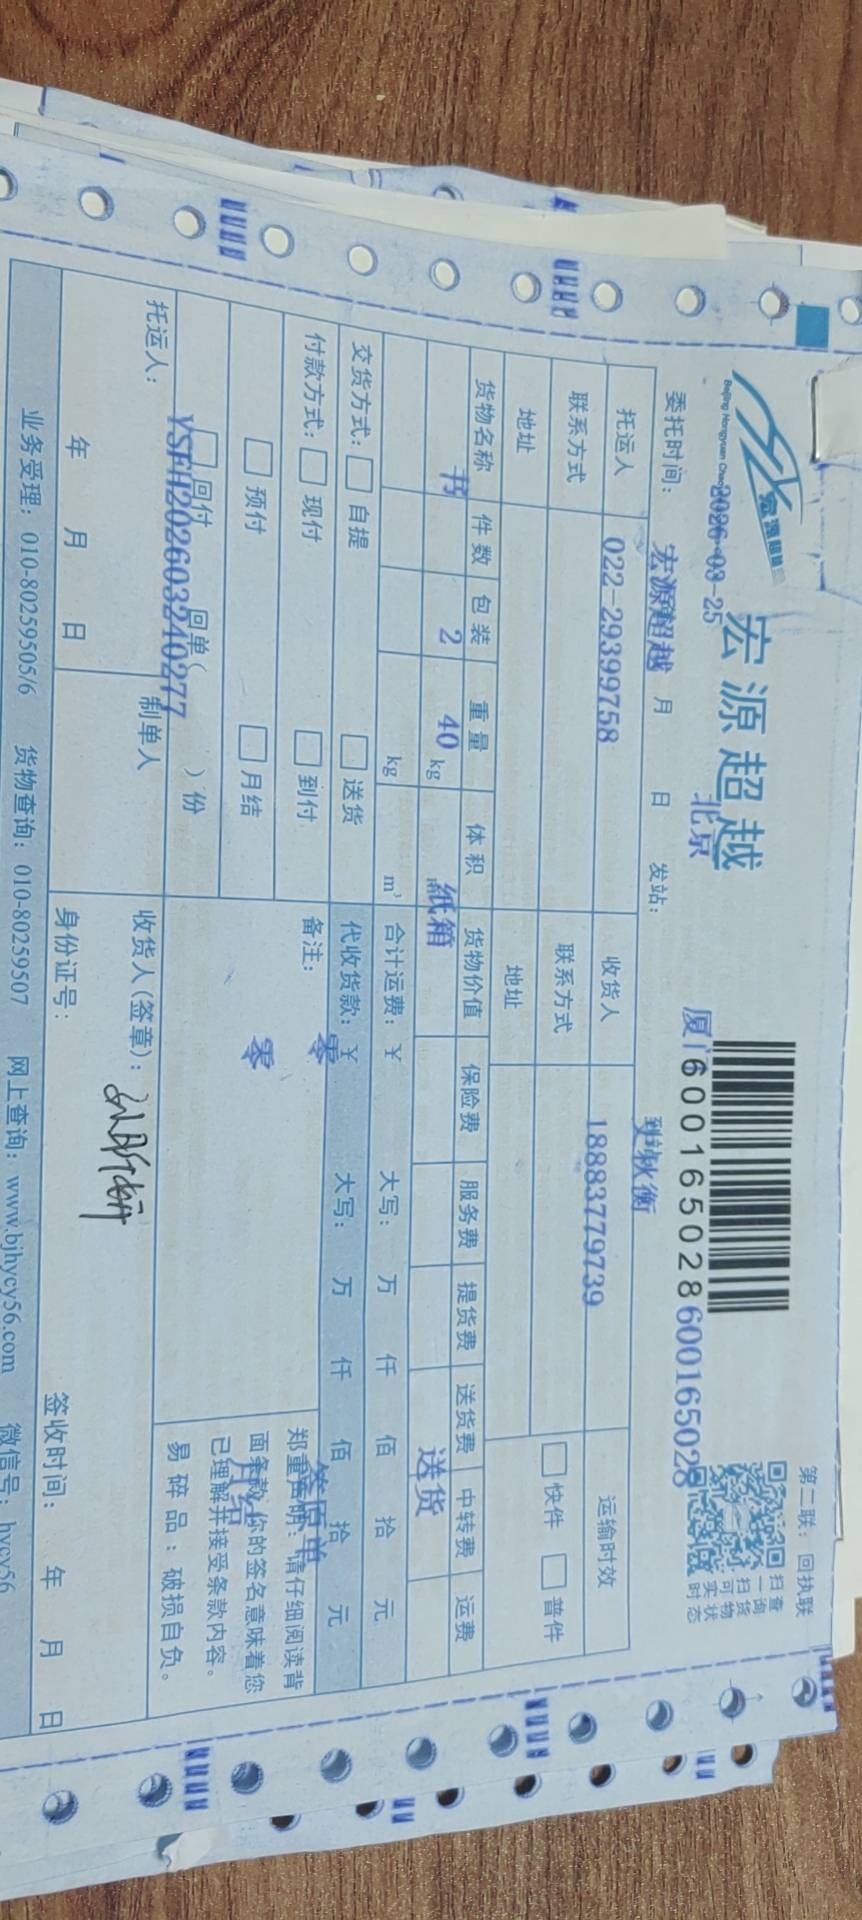 宏源超越
Beijing Hongyuan
第二联：回执联
扫一扫可实时
查询货物状态
600165028
600165028
委托时间：
2026-03-25
月 日
发站：
北京
厦门
到站
宏源超越
史秋衡
托运人
收货人
运输时效
022-29399758
18883779739
联系方式
联系方式
快件
普件
地址
地址
货物名称 件数 包装 重量 体积 货物价值 保险费 服务费 提货费 送货费 中转费 运费
书 2 40 kg 纸箱 送货
kg m³
合计运费：￥ 大写： 万 仟 佰 拾 元
交货方式： 自提 送货
代收货款：￥ 零 大写： 万 仟 佰 拾 元
付款方式： 现付 到付
备注：
签原单
预付 月结
零
月结
回付 回单（ ）份
郑重声明：请仔细阅读背
面条款，你的签名意味着您
已理解并接受条款内容。
易碎品：破损自负。
YSFH202603240277
托运人：
制单人
收货人（签章）：
年 月 日
身份证号：
签收时间： 年 月 日
业务受理：010-80259505/6 货物查询：010-80259507 网上查询：www.bjhycy56.com 微信号：hycy56